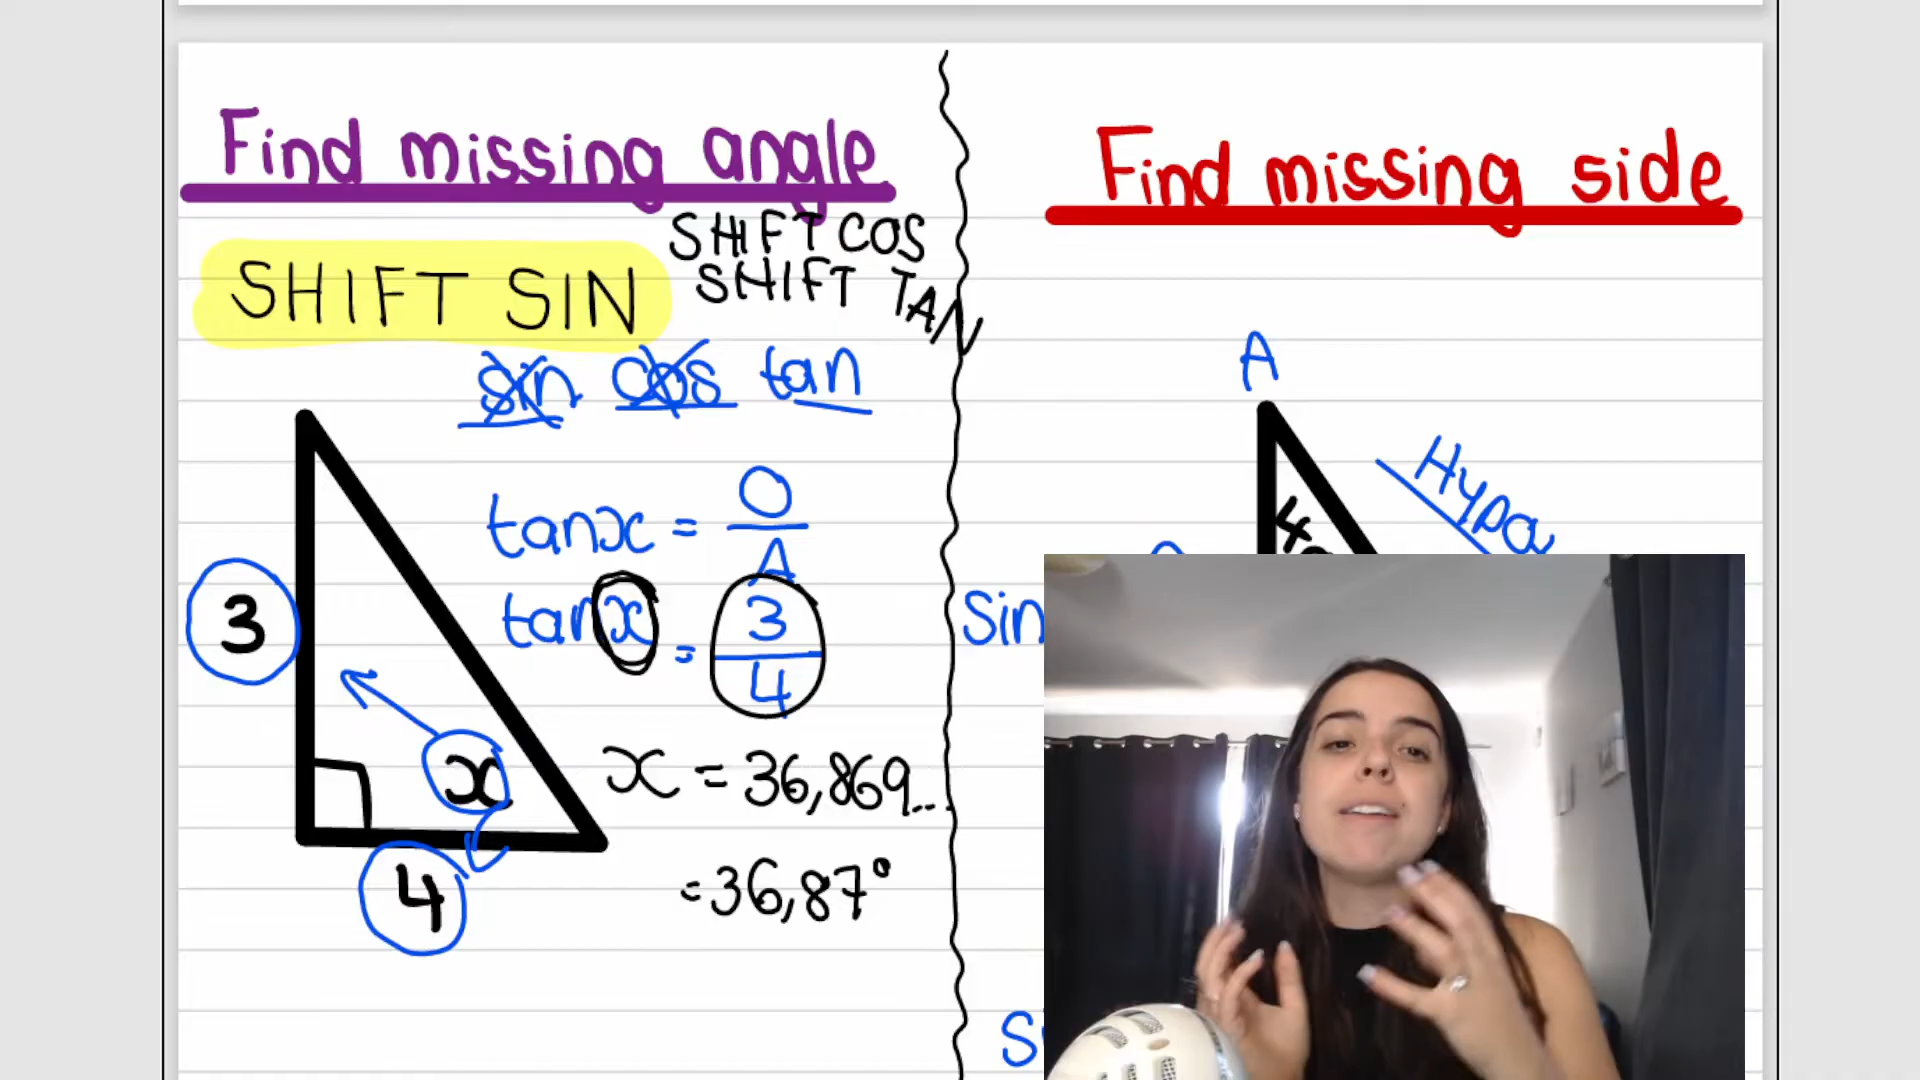 Find missing angle
SHIFT COS
SHIFT TAN
SHIFT SIN
sin cos tan
tanx = O/A
tanx = 3/4
3
x
4
x = 36,869...
= 36,87°
Find missing side
A
Sin